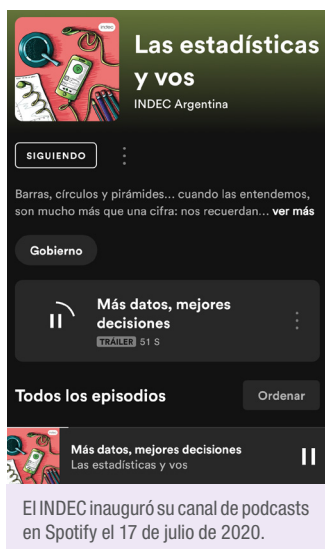 indec
Las estadísticas
y vos
INDEC Argentina
SIGUIENDO
Barras, círculos y pirámides... cuando las entendemos,
son mucho más que una cifra: nos recuerdan... ver más
Gobierno
Más datos, mejores
decisiones
TRÁILER 51 S
Todos los episodios
Ordenar
Más datos, mejores decisiones
Las estadísticas y vos
El INDEC inauguró su canal de podcasts
en Spotify el 17 de julio de 2020.